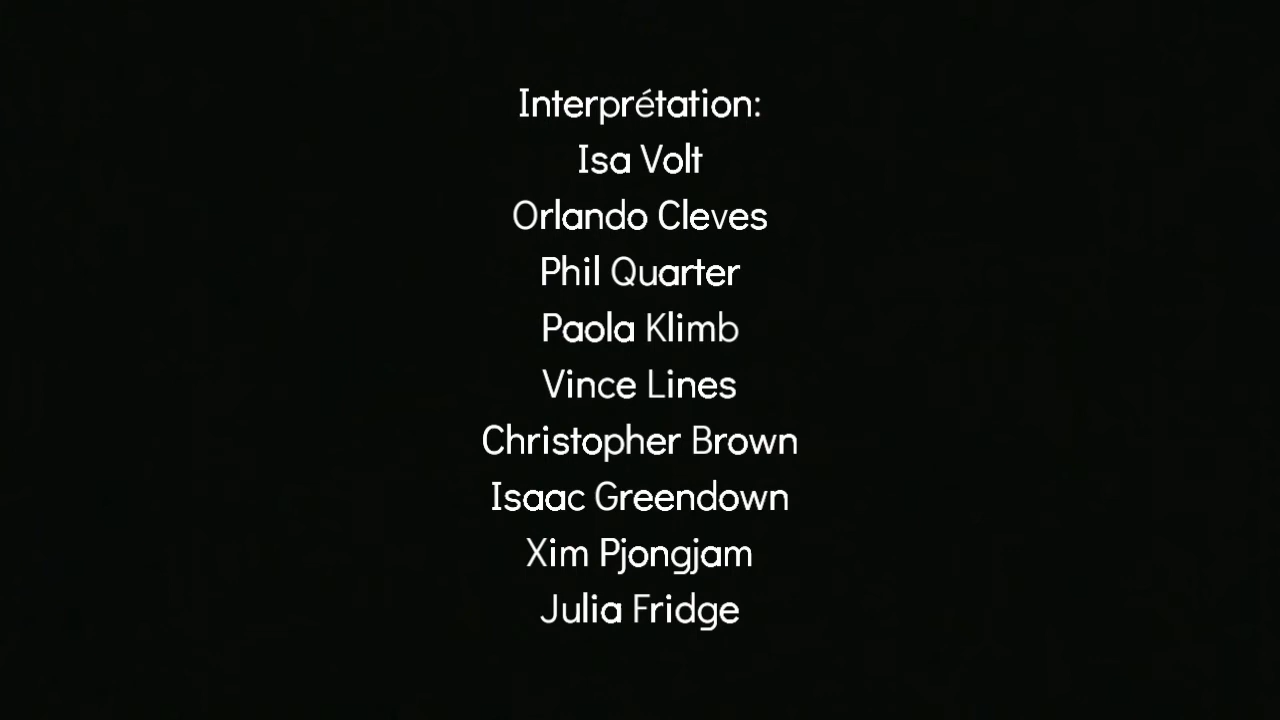 Interprétation:
Isa Volt
Orlando Cleves
Phil Quarter
Paola Klimb
Vince Lines
Christopher Brown
Isaac Greendown
Xim Pjongjam
Julia Fridge